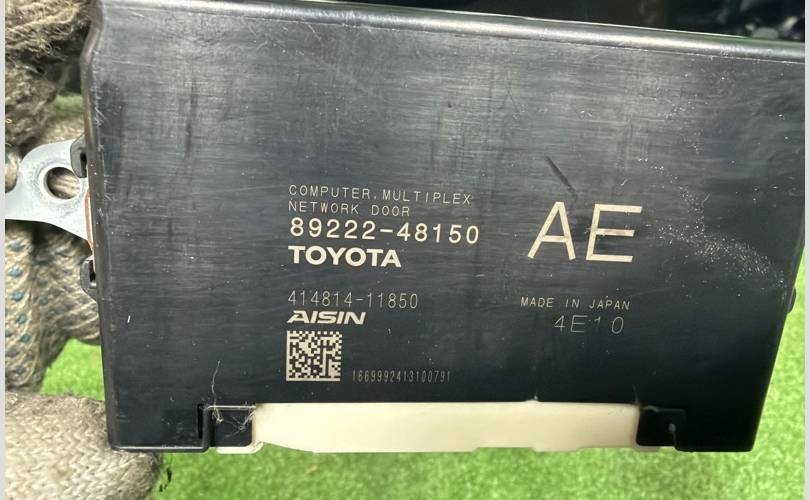 COMPUTER, MULTIPLEX
NETWORK DOOR
89222-48150
TOYOTA
AE
414814-11850
AISIN
MADE IN JAPAN
4E10
1669992413100791